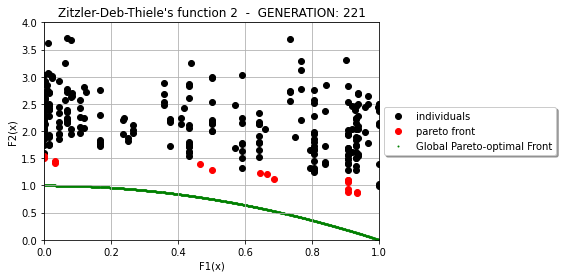 Zitzler-Deb-Thiele's function 2  -  GENERATION: 221
4.0
3.5
3.0
2.5
2.0
1.5
1.0
0.5
0.0
F2(x)
0.0 0.2 0.4 0.6 0.8 1.0
F1(x)
individuals
pareto front
Global Pareto-optimal Front